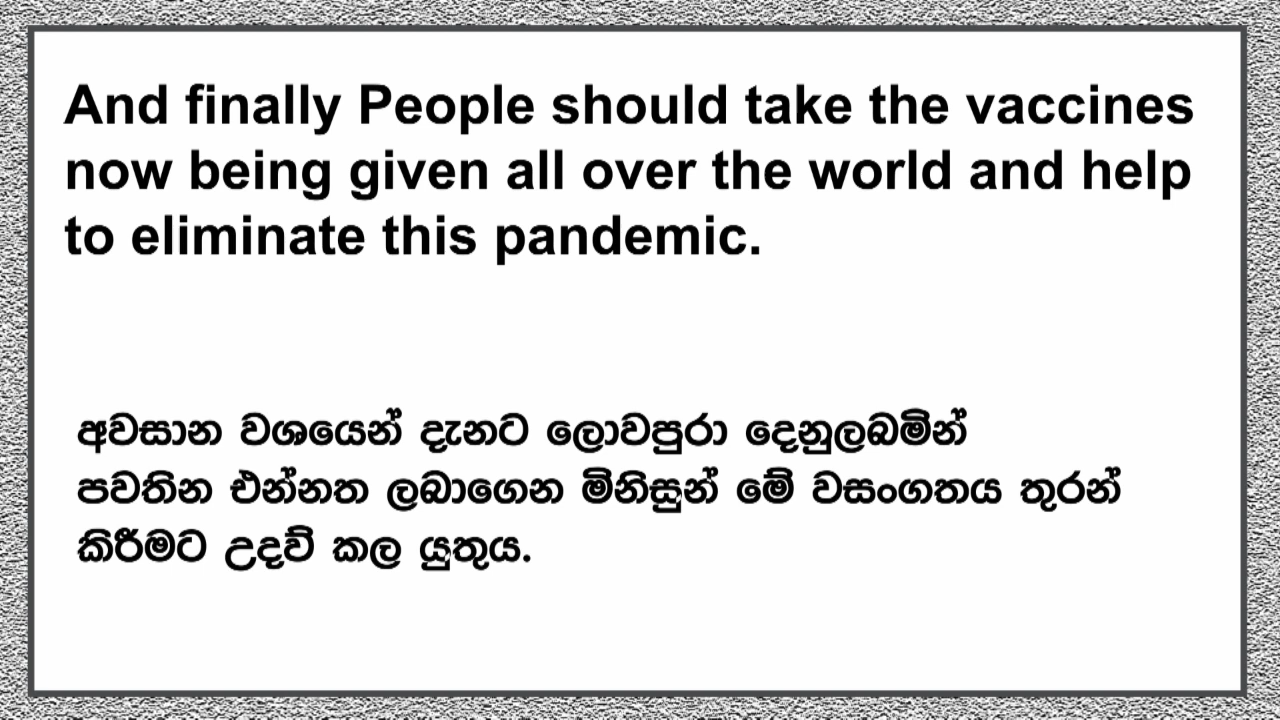 And finally People should take the vaccines
now being given all over the world and help
to eliminate this pandemic.
අවසාන වශයෙන් දැනට ලොවපුරා දෙනුලබමින්
පවතින එන්නත ලබාගෙන මිනිසුන් මේ වසංගතය තුරන්
කිරීමට උදව් කල යුතුය.